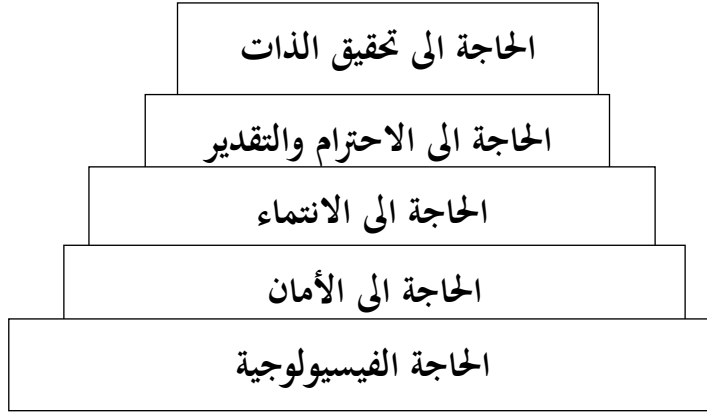 الحاجة الى تحقيق الذات
الحاجة الى الاحترام والتقدير
الحاجة الى الانتماء
الحاجة الى الأمان
الحاجة الفيسيولوجية